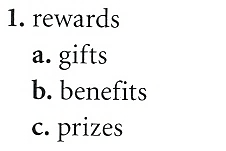 1. rewards
a. gifts
b. benefits
c. prizes